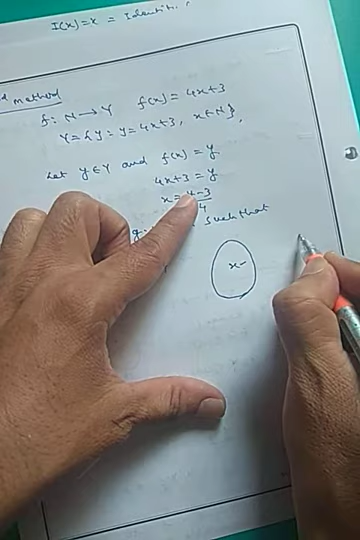 I(x) = x = Identit
method
f: N → Y f(x) = 4x+3
Y = {y: y = 4x+3, x∈N},
Let y∈Y and f(x) = y
4x+3 = y
x = y-3
4
g: such that
x-